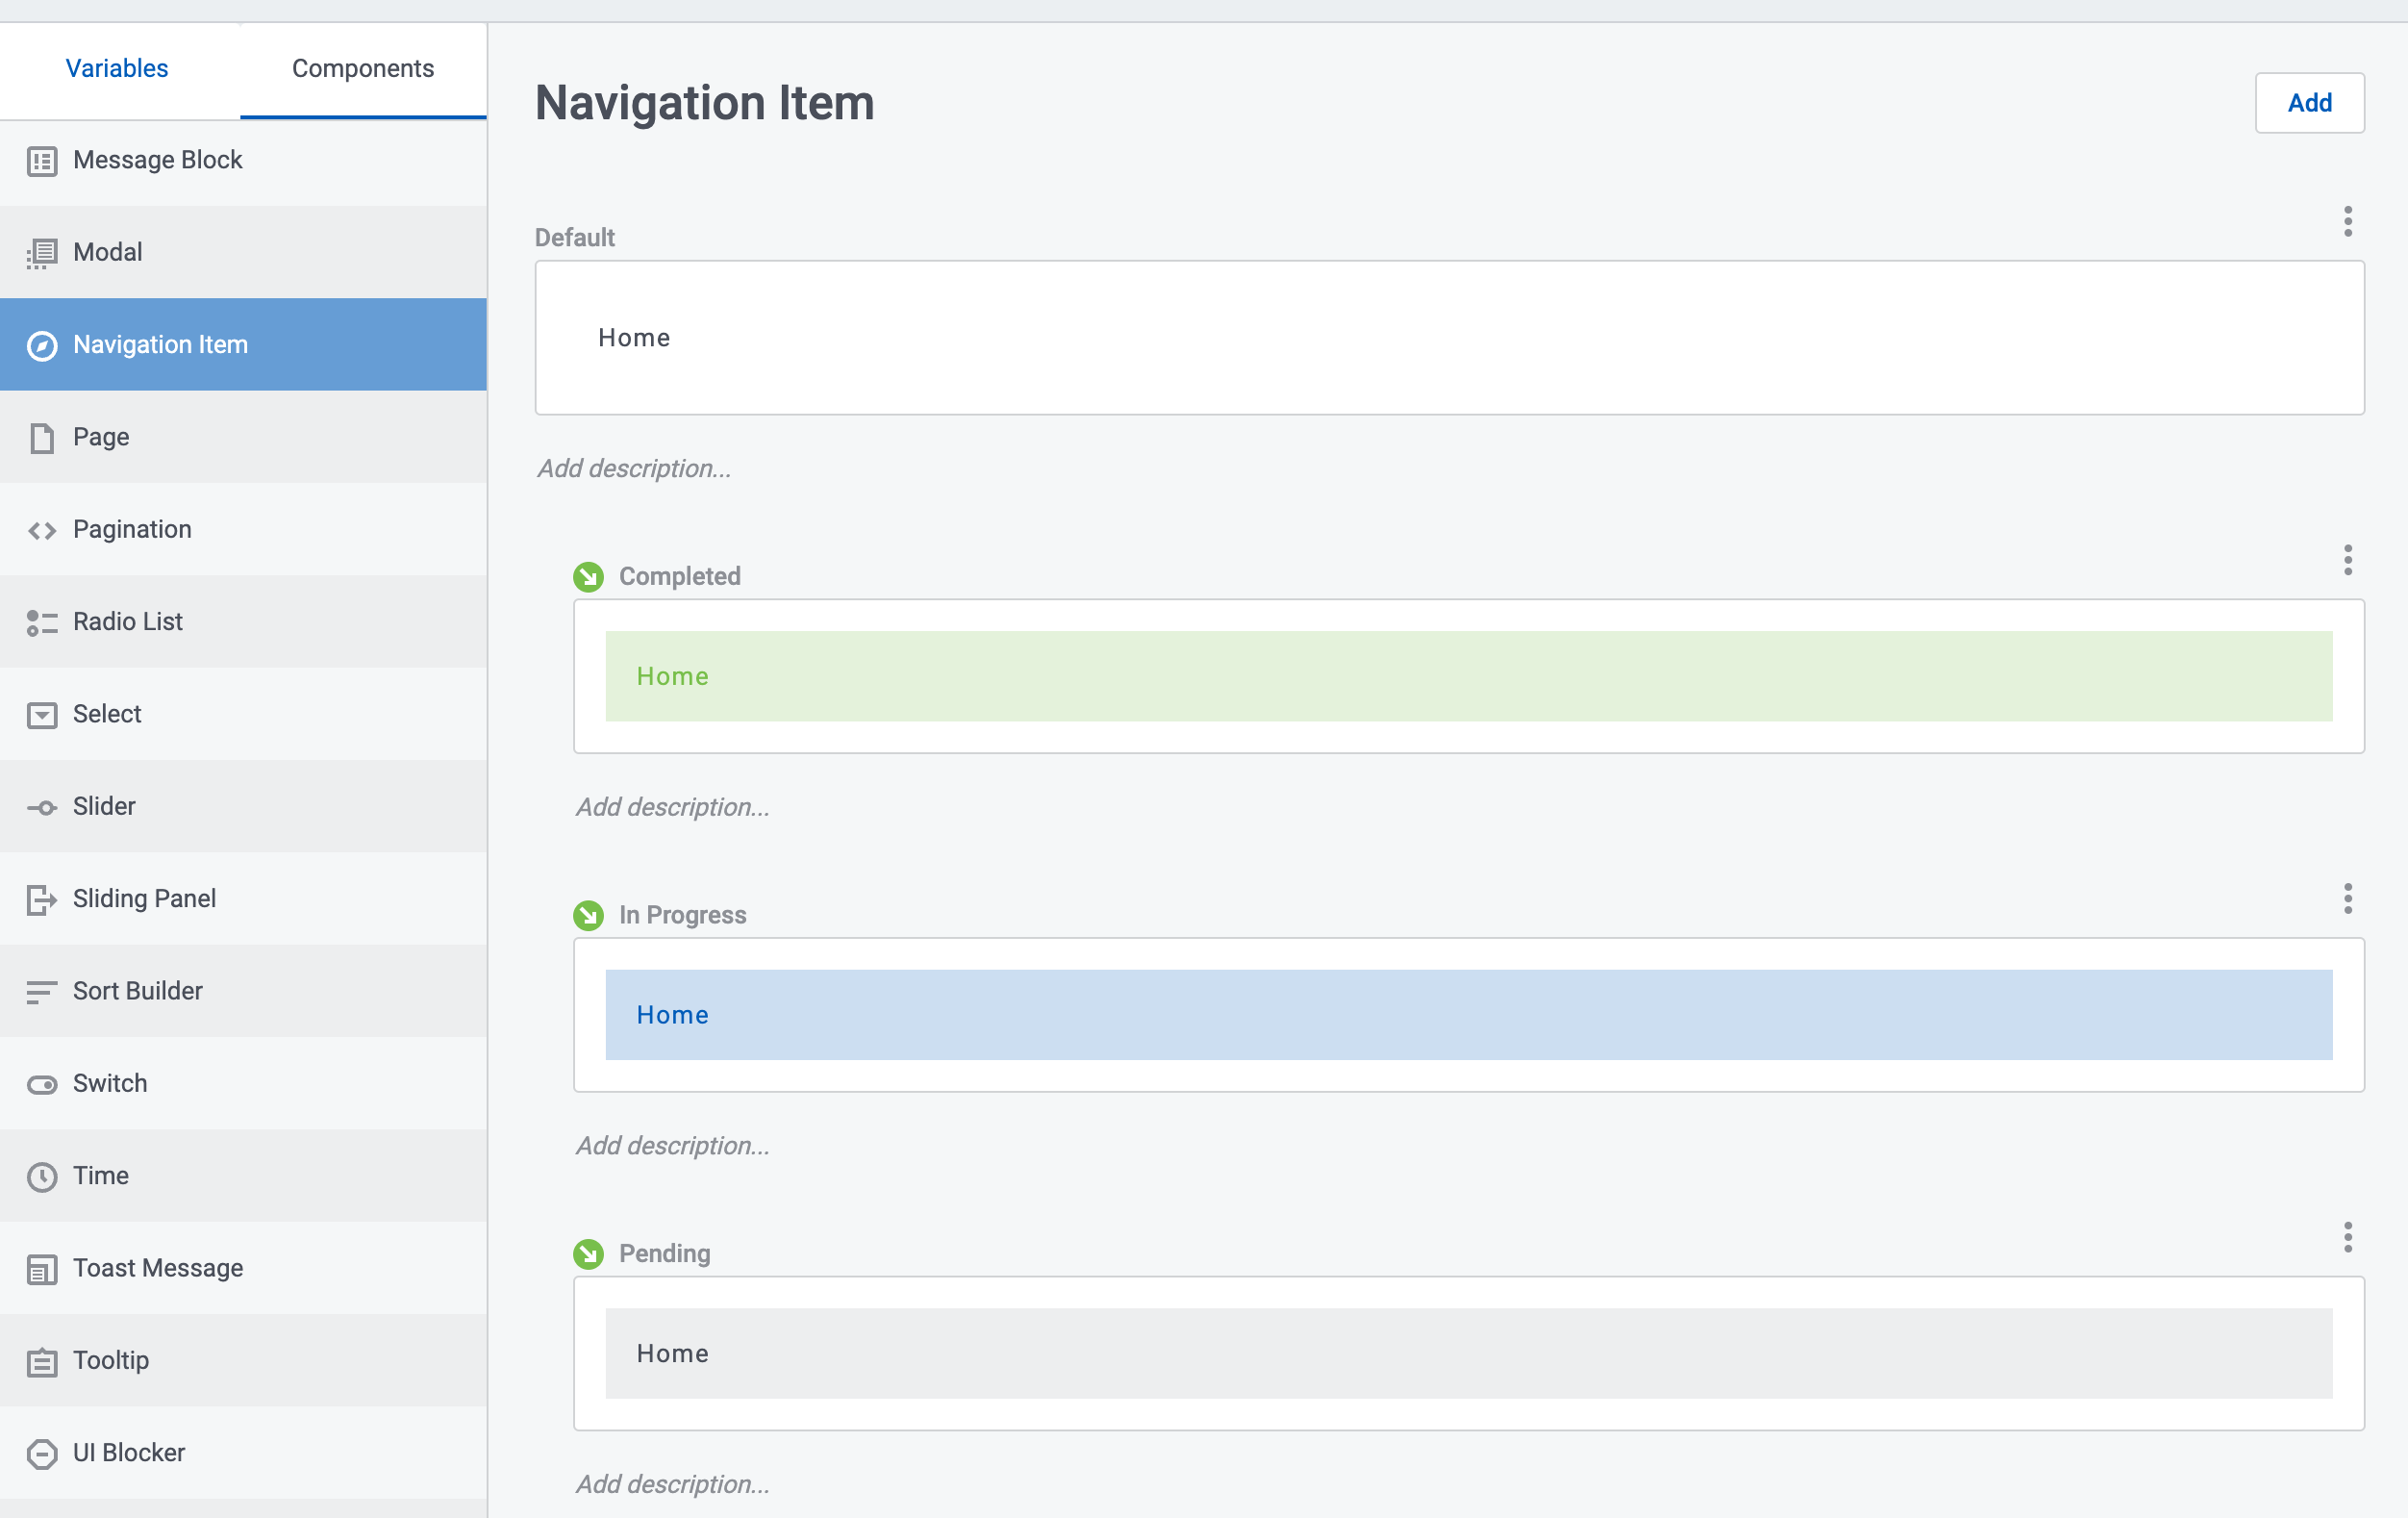 Variables
Components
Message Block
Modal
Navigation Item
Page
Pagination
Radio List
Select
Slider
Sliding Panel
Sort Builder
Switch
Time
Toast Message
Tooltip
UI Blocker
Navigation Item
Add
Default
Home
Add description...
Completed
Home
Add description...
In Progress
Home
Add description...
Pending
Home
Add description...